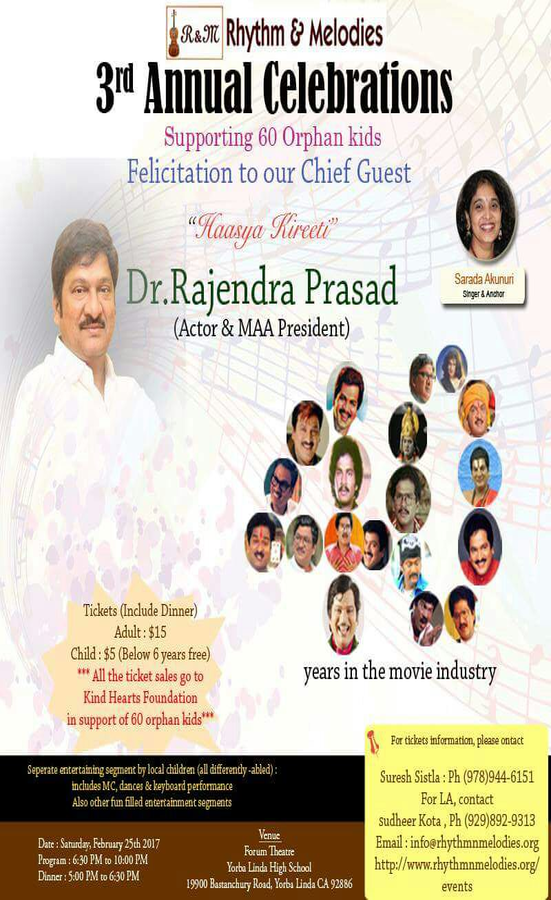 R&M Rhythm & Melodies
3rd Annual Celebrations
Supporting 60 Orphan kids
Felicitation to our Chief Guest
“Haasya Kireeti”
Sarada Akunuri
Singer & Anchor
Dr.Rajendra Prasad
(Actor & MAA President)
years in the movie industry
Tickets (Include Dinner)
Adult : $15
Child : $5 (Below 6 years free)
*** All the ticket sales go to
Kind Hearts Foundation
in support of 60 orphan kids***
For tickets information, please ontact
Suresh Sistla : Ph (978)944-6151
For LA, contact
sudheer Kota , Ph (929)892-9313
Email : info@rhythmnmelodies.org
http://www.rhythmnmelodies.org/
events
Seperate entertaining segment by local children (all differently -abled) :
includes MC, dances & keyboard performance
Also other fun filled entertainment segments
Date : Saturday, February 25th 2017
Program : 6:30 PM to 10:00 PM
Dinner : 5:00 PM to 6:30 PM
Venue
Forum Theatre
Yorba Linda High School
19900 Bastanchury Road, Yorba Linda CA 92886